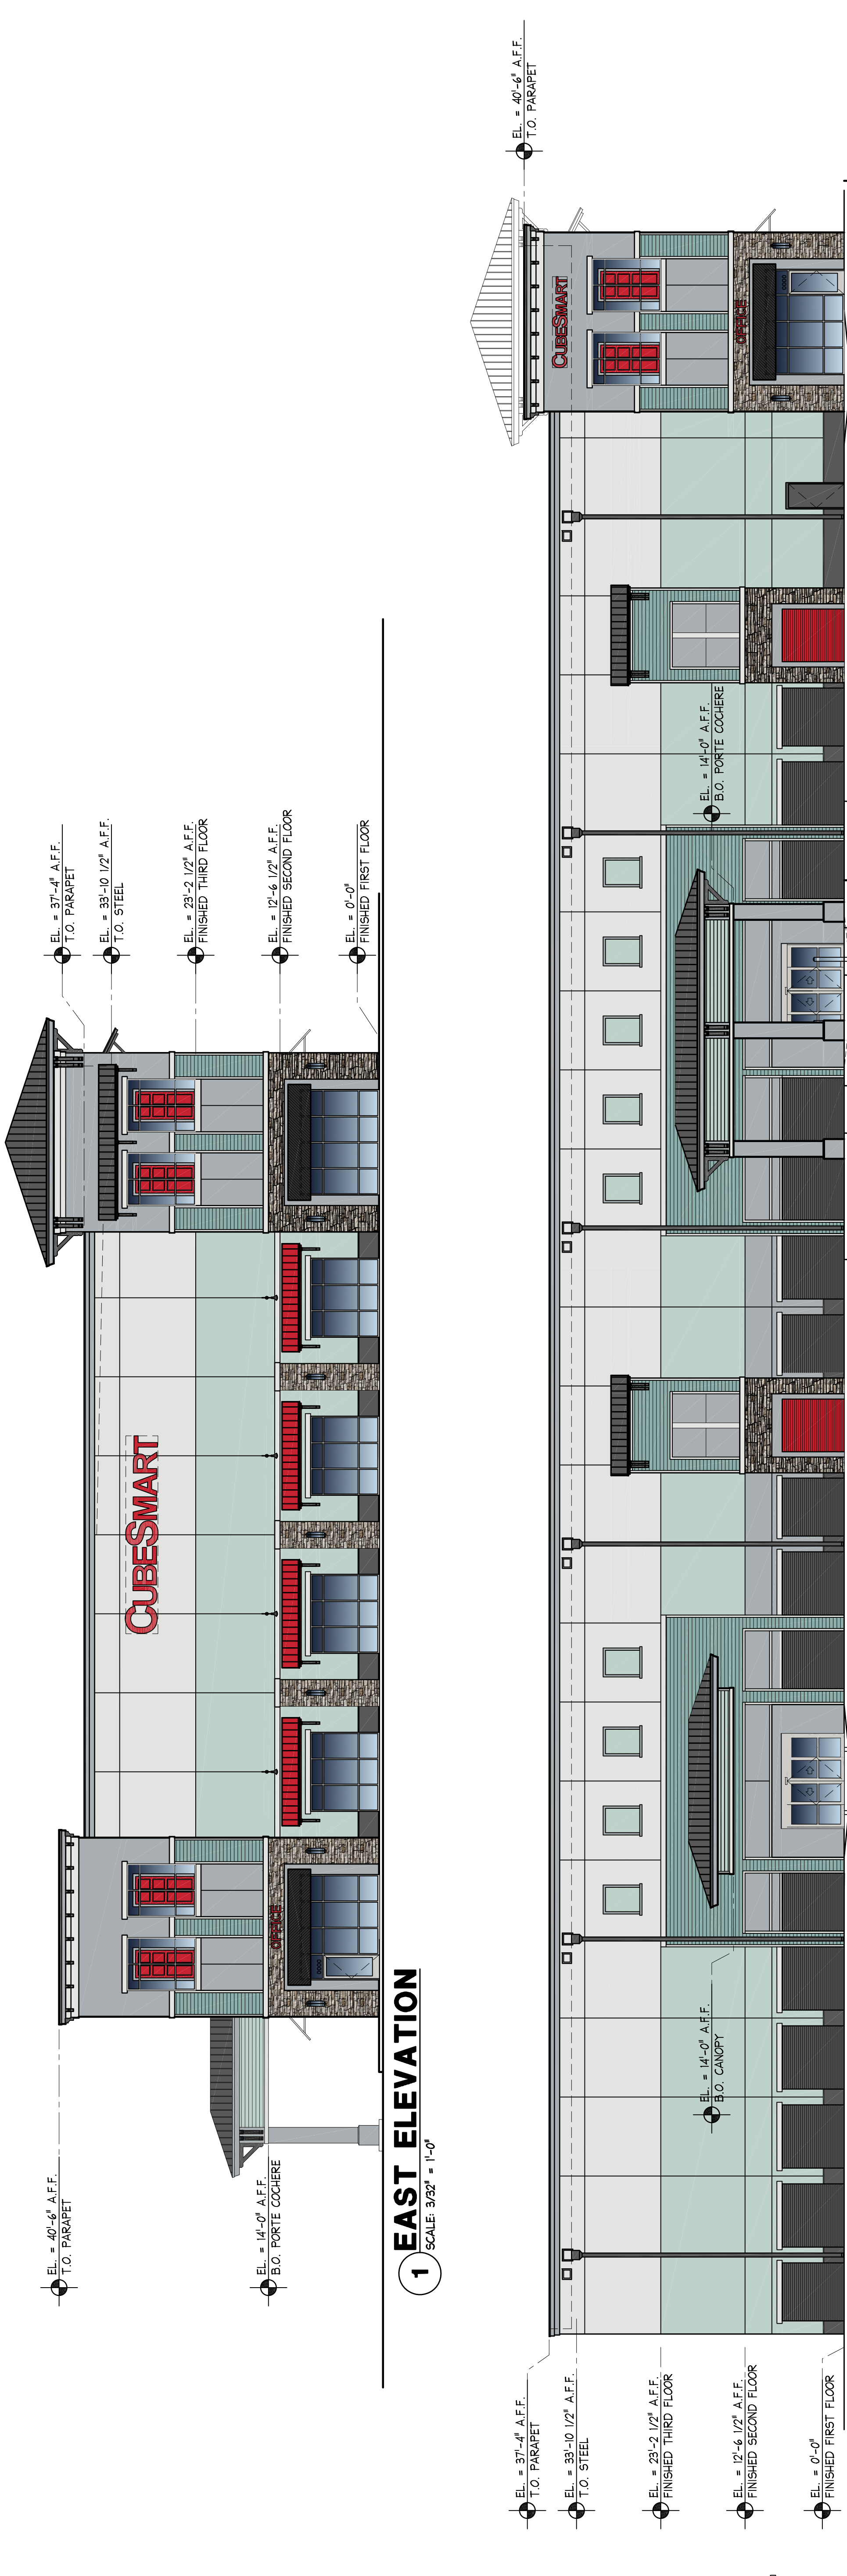 EL. = 37'-4" A.F.F.
T.O. PARAPET
EL. = 33'-10 1/2" A.F.F.
T.O. STEEL
EL. = 23'-2 1/2" A.F.F.
FINISHED THIRD FLOOR
EL. = 12'-6 1/2" A.F.F.
FINISHED SECOND FLOOR
EL. = 0'-0"
FINISHED FIRST FLOOR
CUBESMART
OFFICE
EL. = 40'-6" A.F.F.
T.O. PARAPET
EL. = 14'-0" A.F.F.
B.O. PORTE COCHERE
1
EAST ELEVATION
SCALE: 3/32" = 1'-0"
EL. = 40'-6" A.F.F.
T.O. PARAPET
CUBESMART
OFFICE
EL. = 14'-0" A.F.F.
B.O. PORTE COCHERE
EL. = 14'-0" A.F.F.
B.O. CANOPY
EL. = 37'-4" A.F.F.
T.O. PARAPET
EL. = 33'-10 1/2" A.F.F.
T.O. STEEL
EL. = 23'-2 1/2" A.F.F.
FINISHED THIRD FLOOR
EL. = 12'-6 1/2" A.F.F.
FINISHED SECOND FLOOR
EL. = 0'-0"
FINISHED FIRST FLOOR